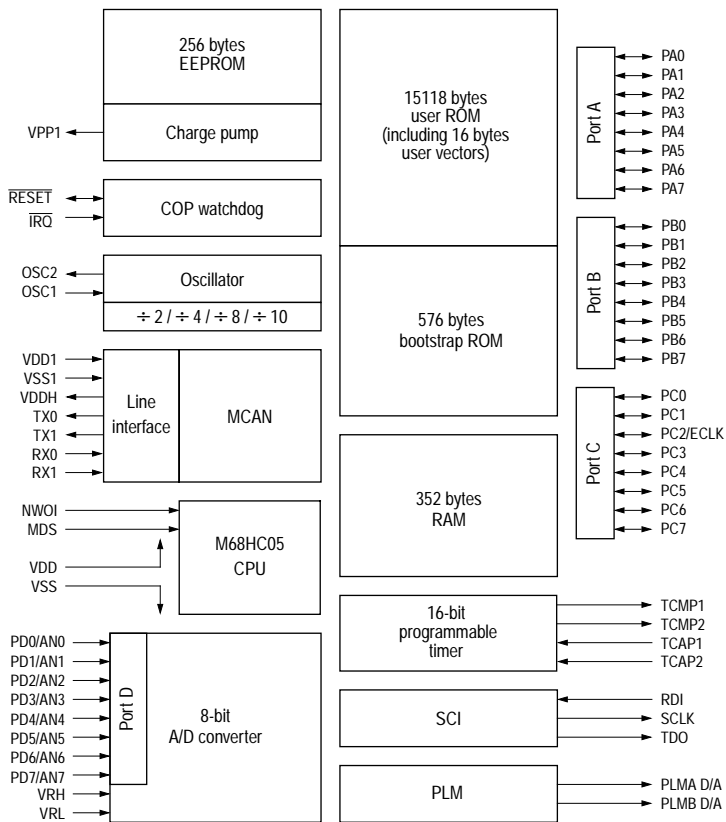 256 bytes
EEPROM
Charge pump
VPP1
RESET
IRQ
COP watchdog
OSC2
OSC1
Oscillator
÷ 2 / ÷ 4 / ÷ 8 / ÷ 10
VDD1
VSS1
VDDH
TX0
TX1
RX0
RX1
Line
interface
MCAN
NWOI
MDS
VDD
VSS
M68HC05
CPU
PD0/AN0
PD1/AN1
PD2/AN2
PD3/AN3
PD4/AN4
PD5/AN5
PD6/AN6
PD7/AN7
VRH
VRL
Port D
8-bit
A/D converter
15118 bytes
user ROM
(including 16 bytes
user vectors)
576 bytes
bootstrap ROM
352 bytes
RAM
16-bit
programmable
timer
SCI
PLM
Port A
PA0
PA1
PA2
PA3
PA4
PA5
PA6
PA7
Port B
PB0
PB1
PB2
PB3
PB4
PB5
PB6
PB7
Port C
PC0
PC1
PC2/ECLK
PC3
PC4
PC5
PC6
PC7
TCMP1
TCMP2
TCAP1
TCAP2
RDI
SCLK
TDO
PLMA D/A
PLMB D/A